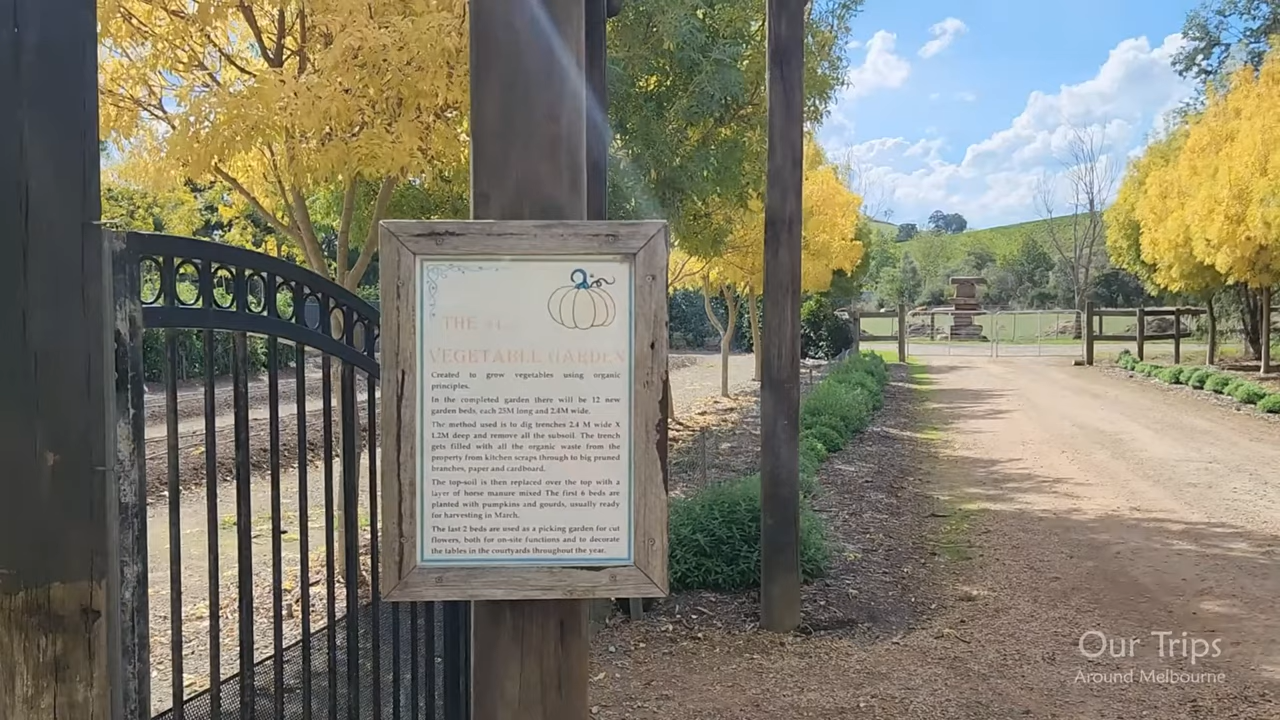 THE
VEGETABLE GARDEN
Created to grow vegetables using organic
principles.
In the completed garden there will be 12 new
garden beds, each 25M long and 2.4M wide.
The method used is to dig trenches 2.4 M wide X
1.2M deep and remove all the subsoil. The trench
gets filled with all the organic waste from the
property from kitchen scraps through to big pruned
branches, paper and cardboard.
The top-soil is then replaced over the top with a
layer of horse manure mixed The first 6 beds are
planted with pumpkins and gourds, usually ready
for harvesting in March.
The last 2 beds are used as a picking garden for cut
flowers, both for on-site functions and to decorate
the tables in the courtyards throughout the year.
Our Trips
Around Melbourne